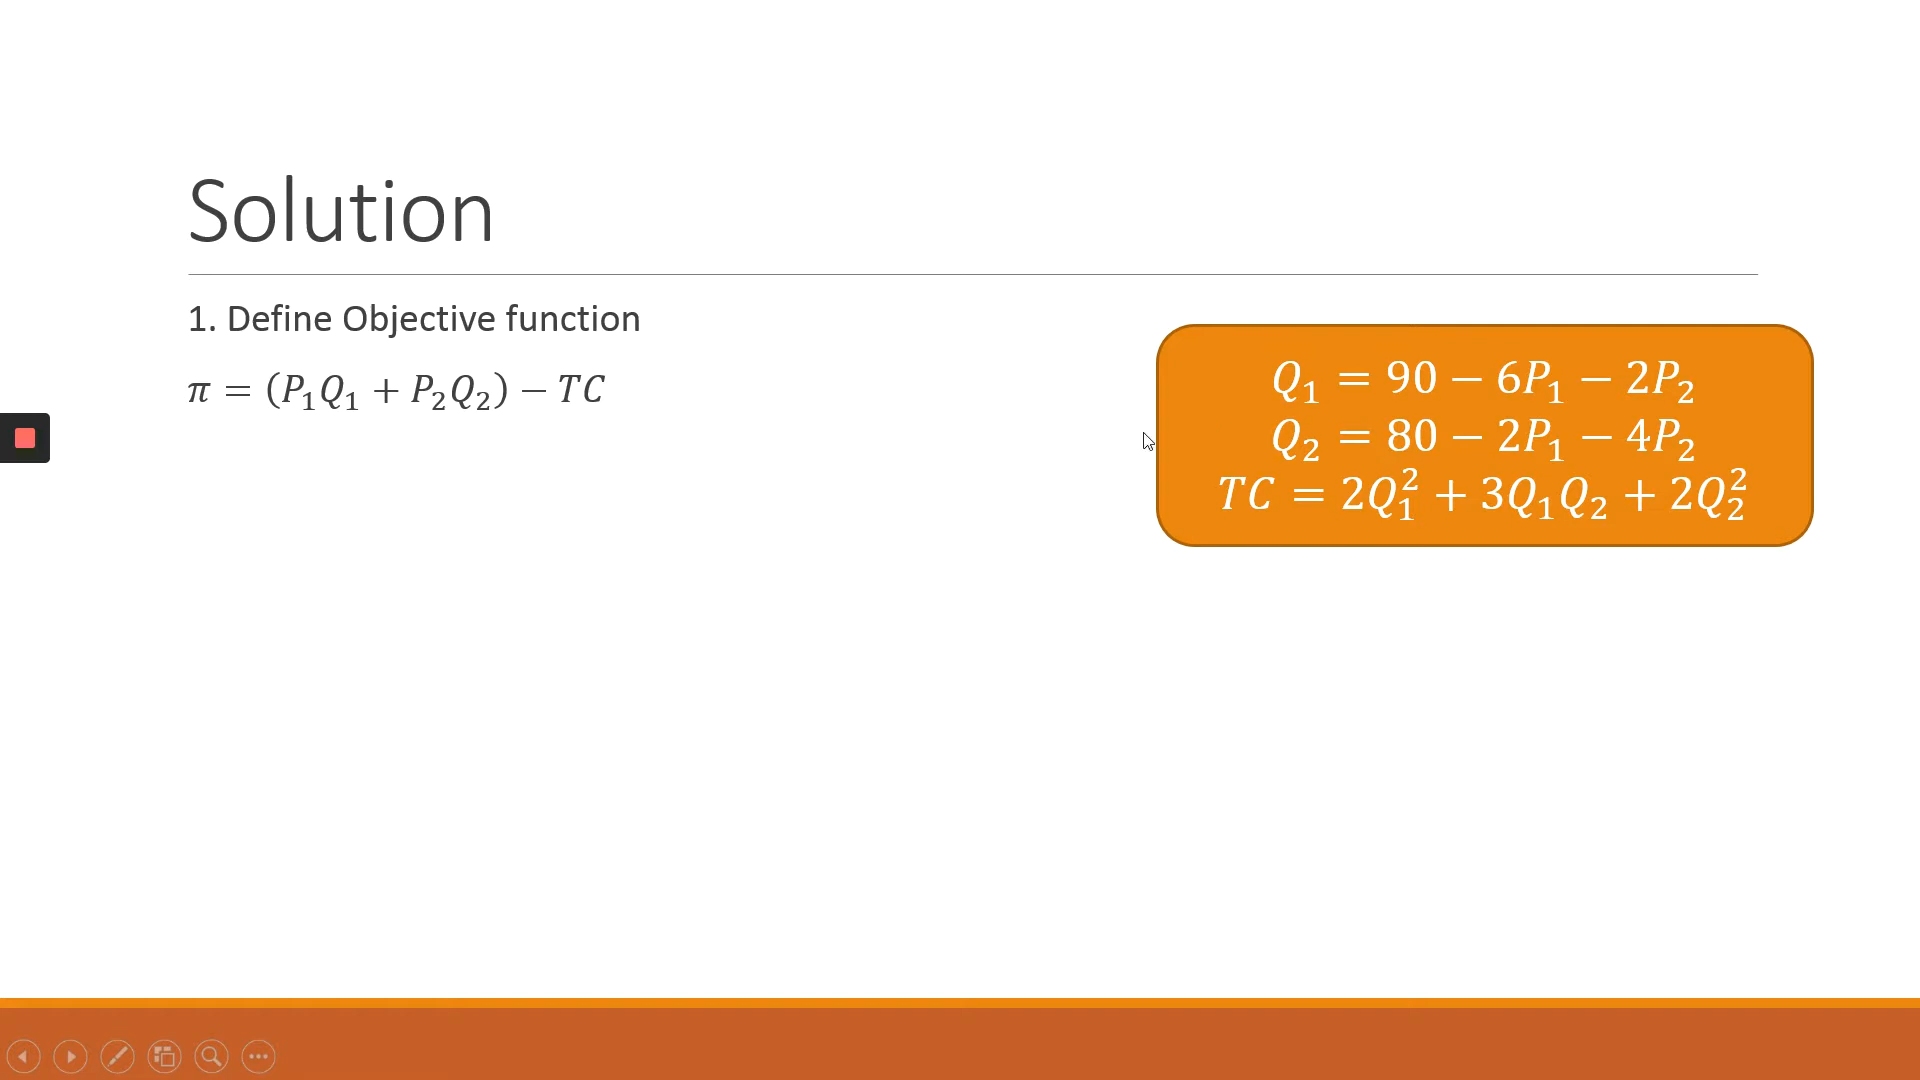 Solution
1. Define Objective function
π = (P₁Q₁ + P₂Q₂) − TC
Q₁ = 90 − 6P₁ − 2P₂
Q₂ = 80 − 2P₁ − 4P₂
TC = 2Q₁² + 3Q₁Q₂ + 2Q₂²